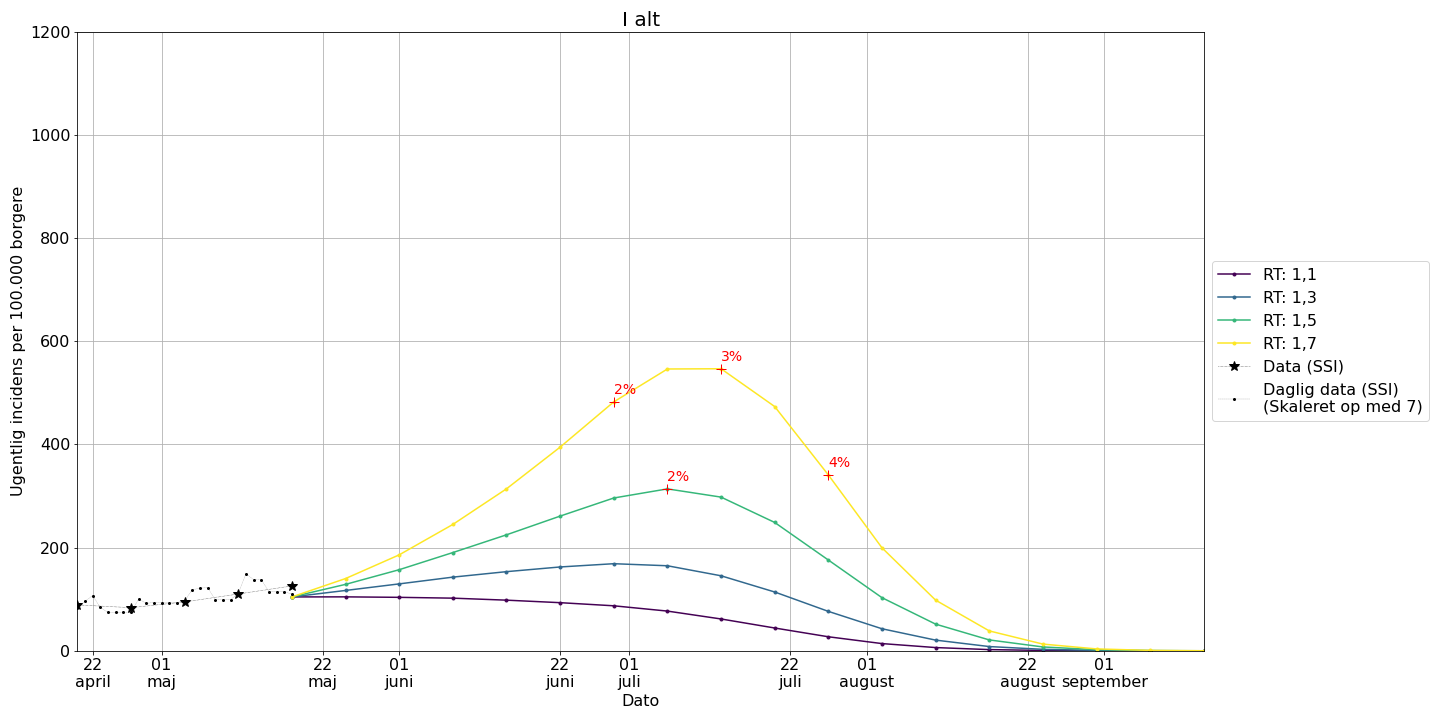 I alt
1200
1000
800
600
400
200
0
Ugentlig incidens per 100.000 borgere
3%
2%
4%
2%
22 01 22 01 22 01 22 01 22 01
april maj maj juni juni juli juli august august september
Dato
RT: 1,1
RT: 1,3
RT: 1,5
RT: 1,7
Data (SSI)
Daglig data (SSI)
(Skaleret op med 7)